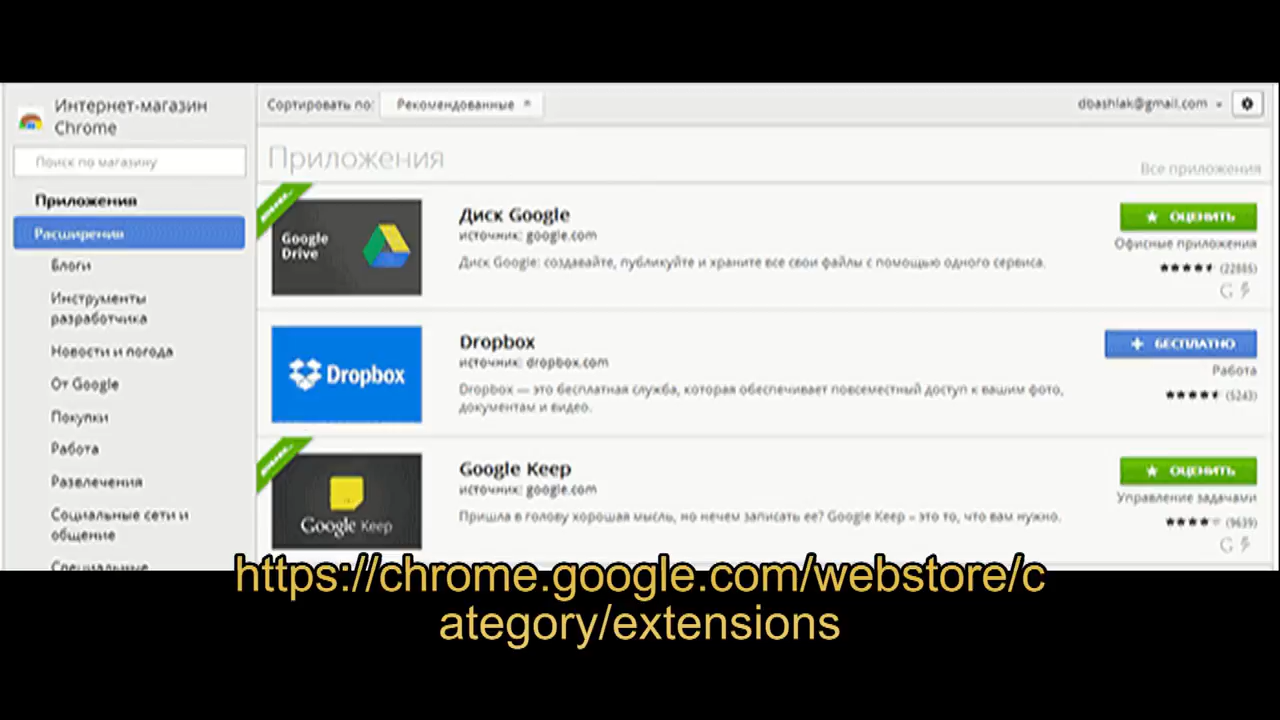 Интернет-магазин
Chrome
Поиск по магазину
Приложения
Расширения
Блоги
Инструменты
разработчика
Новости и погода
От Google
Покупки
Работа
Развлечения
Социальные сети и
общение
Специальные
Сортировать по:
Рекомендованные
dbashlak@gmail.com
Приложения
Все приложения
Google
Drive
Диск Google
источник: google.com
Диск Google: создавайте, публикуйте и храните все свои файлы с помощью одного сервиса.
ОЦЕНИТЬ
Офисные приложения
(22885)
Dropbox
Dropbox
источник: dropbox.com
Dropbox — это бесплатная служба, которая обеспечивает повсеместный доступ к вашим фото,
документам и видео.
БЕСПЛАТНО
Работа
(5243)
Google Keep
Google Keep
источник: google.com
Пришла в голову хорошая мысль, но нечем записать ее? Google Keep – это то, что вам нужно.
ОЦЕНИТЬ
Управление задачами
(9639)
https://chrome.google.com/webstore/c
ategory/extensions